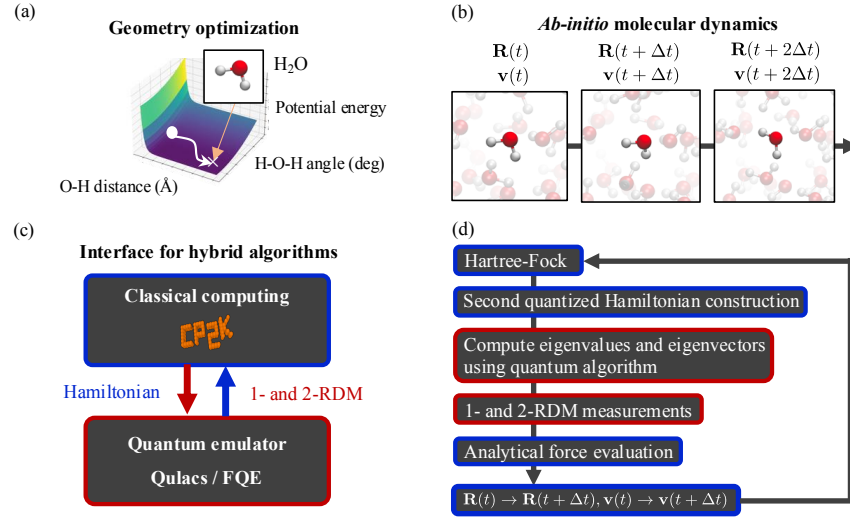 (a)
Geometry optimization
H₂O
Potential energy
H-O-H angle (deg)
O-H distance (Å)
(b)
Ab-initio molecular dynamics
R(t) R(t + Δt) R(t + 2Δt)
v(t) v(t + Δt) v(t + 2Δt)
(c)
Interface for hybrid algorithms
Classical computing
CP2K
Hamiltonian
1- and 2-RDM
Quantum emulator
Qulacs / FQE
(d)
Hartree-Fock
Second quantized Hamiltonian construction
Compute eigenvalues and eigenvectors
using quantum algorithm
1- and 2-RDM measurements
Analytical force evaluation
R(t) → R(t + Δt), v(t) → v(t + Δt)